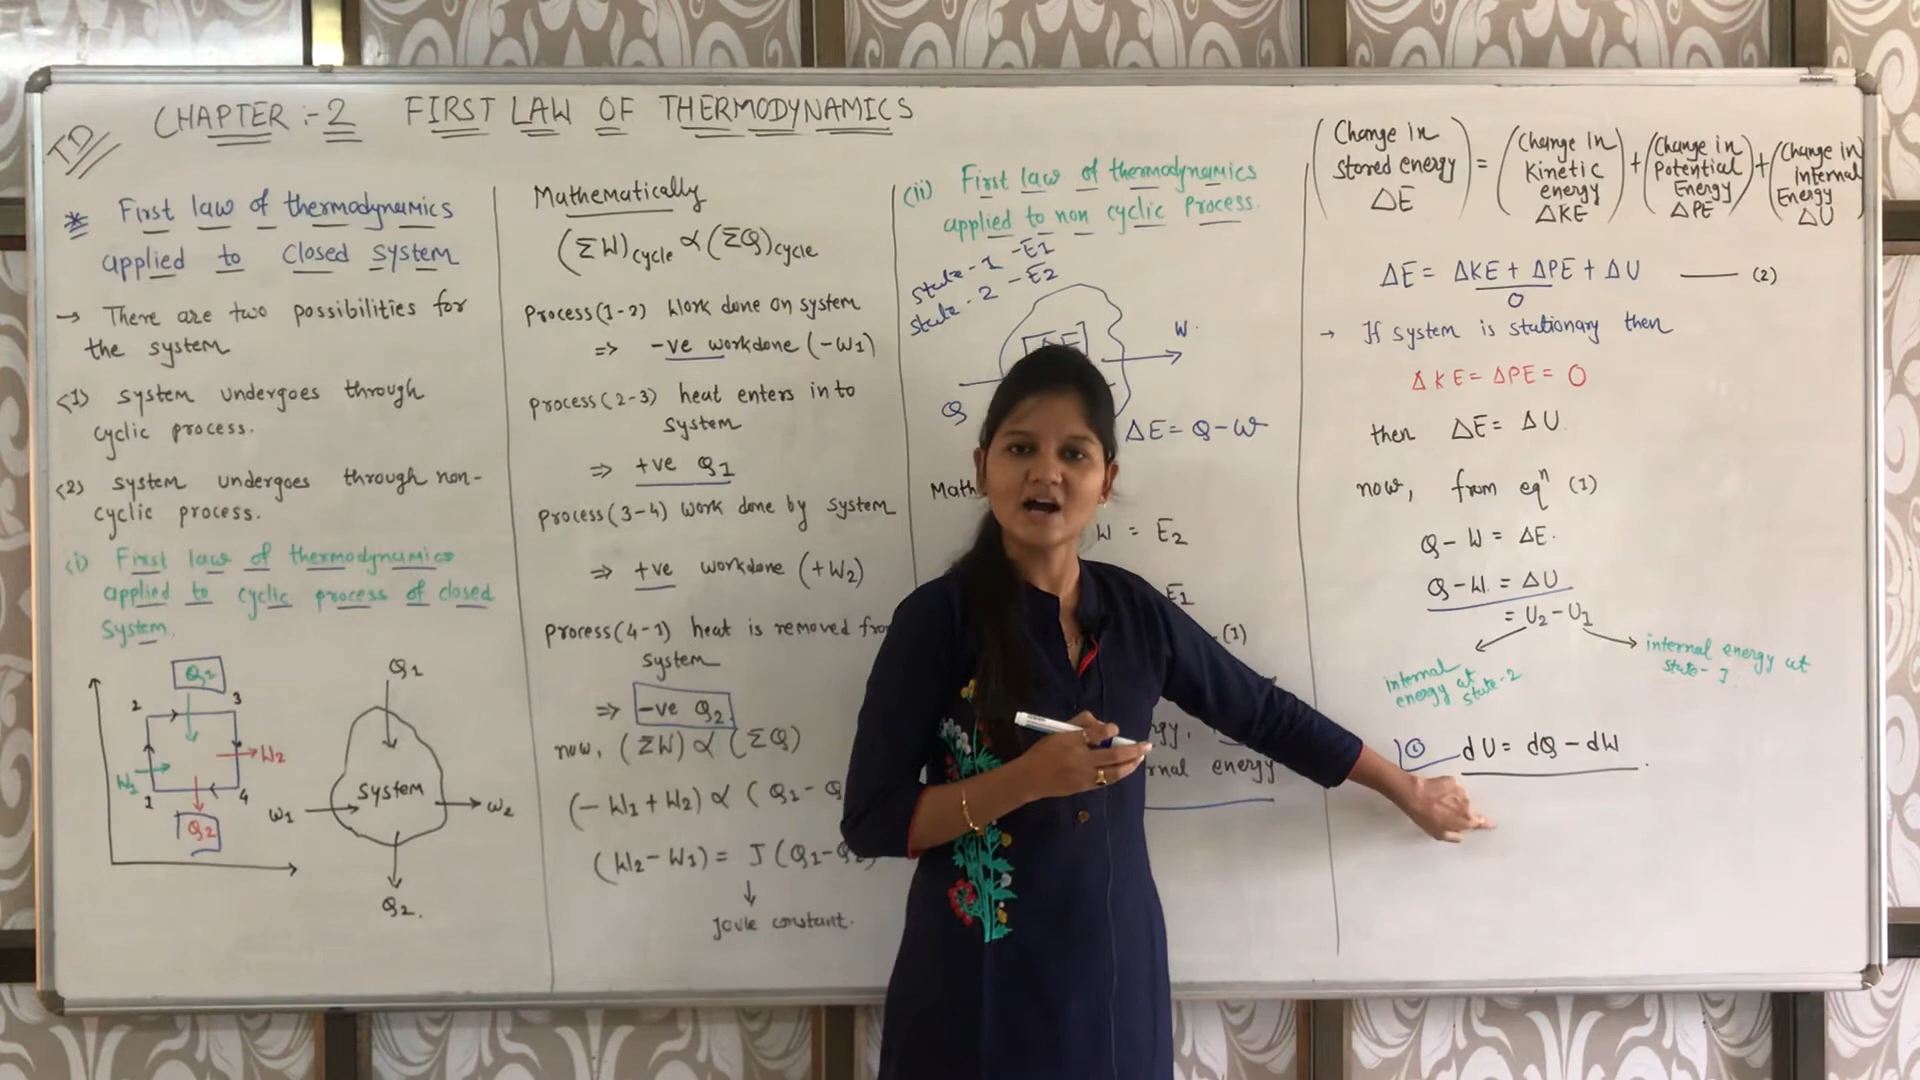 TD
CHAPTER :- 2 FIRST LAW OF THERMODYNAMICS
* First law of thermodynamics
applied to closed system
→ There are two possibilities for
the system
(1) system undergoes through
cyclic process.
(2) system undergoes through non-
cyclic process.
(i) First law of thermodynamics
applied to cyclic process of closed
system.
2 3
W2
1 4
Q2
Q1
W1 System W2
Q2.
Mathematically
(ΣW)cycle ∝ (ΣQ)cycle
Process(1-2) Work done on system
=> -ve workdone (-W1)
process(2-3) heat enters in to
system
=> +ve Q1
process(3-4) work done by system
=> +ve workdone (+W2)
process(4-1) heat is removed from
system
=> -ve Q2
now, (ΣW) ∝ (ΣQ)
(-W1 + W2) ∝ (Q1 - Q
(W2 - W1) = J (Q1-Q2)
↓
Joule constant.
(ii) First law of thermodynamics
applied to non cyclic Process.
State-1 -E1
State-2 -E2
W.
Q
ΔE = Q-W
Math
W = E2
E1
(1)
energy
(Change in stored energy ΔE) = (Change in Kinetic energy ΔKE) + (Change in Potential Energy ΔPE) + (Change in internal Energy ΔU)
ΔE = ΔKE + ΔPE + ΔU —— (2)
0
→ If system is stationary then
ΔKE = ΔPE = 0
then ΔE = ΔU.
now, from eqn (1)
Q - W = ΔE.
Q - W = ΔU
= U2 - U1
internal energy at state-2
internal energy at state-1
dU = dQ - dW